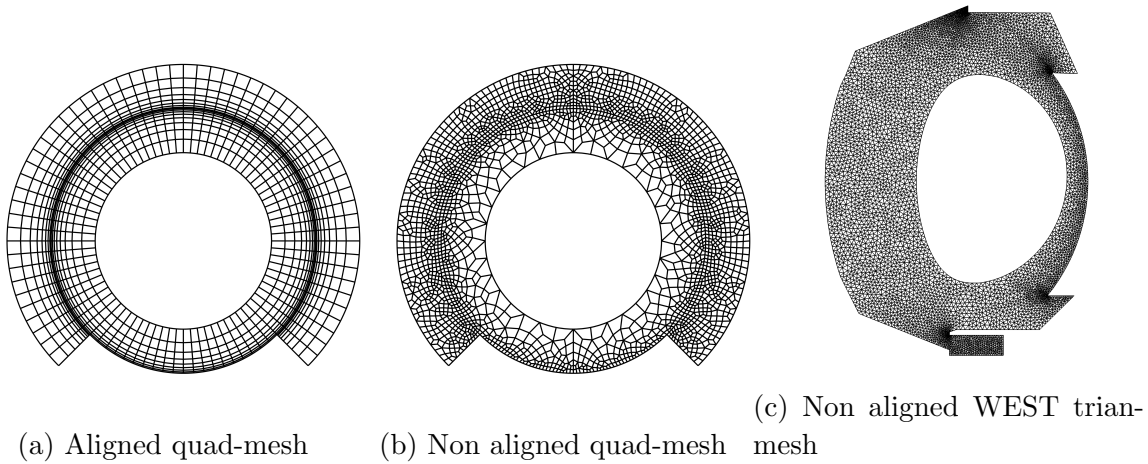 (a) Aligned quad-mesh
(b) Non aligned quad-mesh
(c) Non aligned WEST trian-
mesh